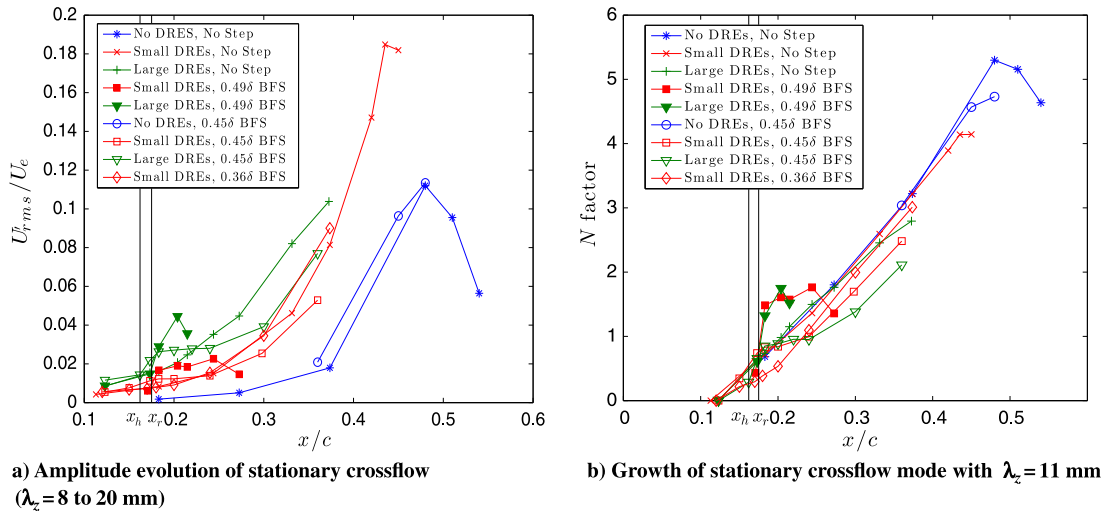 0.2
0.18
0.16
0.14
0.12
0.1
0.08
0.06
0.04
0.02
0
U'rms/Ue
No DRES, No Step
Small DREs, No Step
Large DREs, No Step
Small DREs, 0.49δ BFS
Large DREs, 0.49δ BFS
No DREs, 0.45δ BFS
Small DREs, 0.45δ BFS
Large DREs, 0.45δ BFS
Small DREs, 0.36δ BFS
0.1 0.2 0.3 0.4 0.5 0.6
xh xr
x/c
a) Amplitude evolution of stationary crossflow
(λz = 8 to 20 mm)
6
5
4
3
2
1
0
N factor
No DREs, No Step
Small DREs, No Step
Large DREs, No Step
Small DREs, 0.49δ BFS
Large DREs, 0.49δ BFS
No DREs, 0.45δ BFS
Small DREs, 0.45δ BFS
Large DREs, 0.45δ BFS
Small DREs, 0.36δ BFS
0 0.1 0.2 0.3 0.4 0.5
xh xr
x/c
b) Growth of stationary crossflow mode with λz = 11 mm